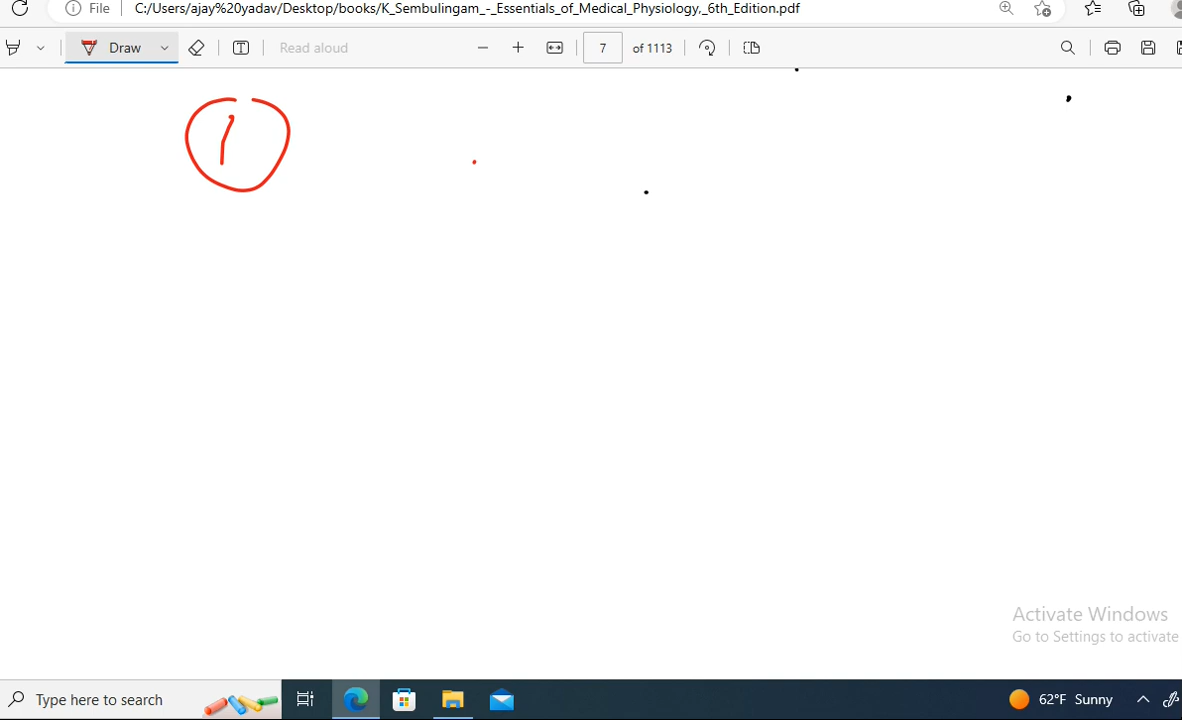 File C:/Users/ajay%20yadav/Desktop/books/K_Sembulingam_-_Essentials_of_Medical_Physiology,_6th_Edition.pdf
Draw Read aloud 7 of 1113
1
Activate Windows
Go to Settings to activate
Type here to search 62°F Sunny